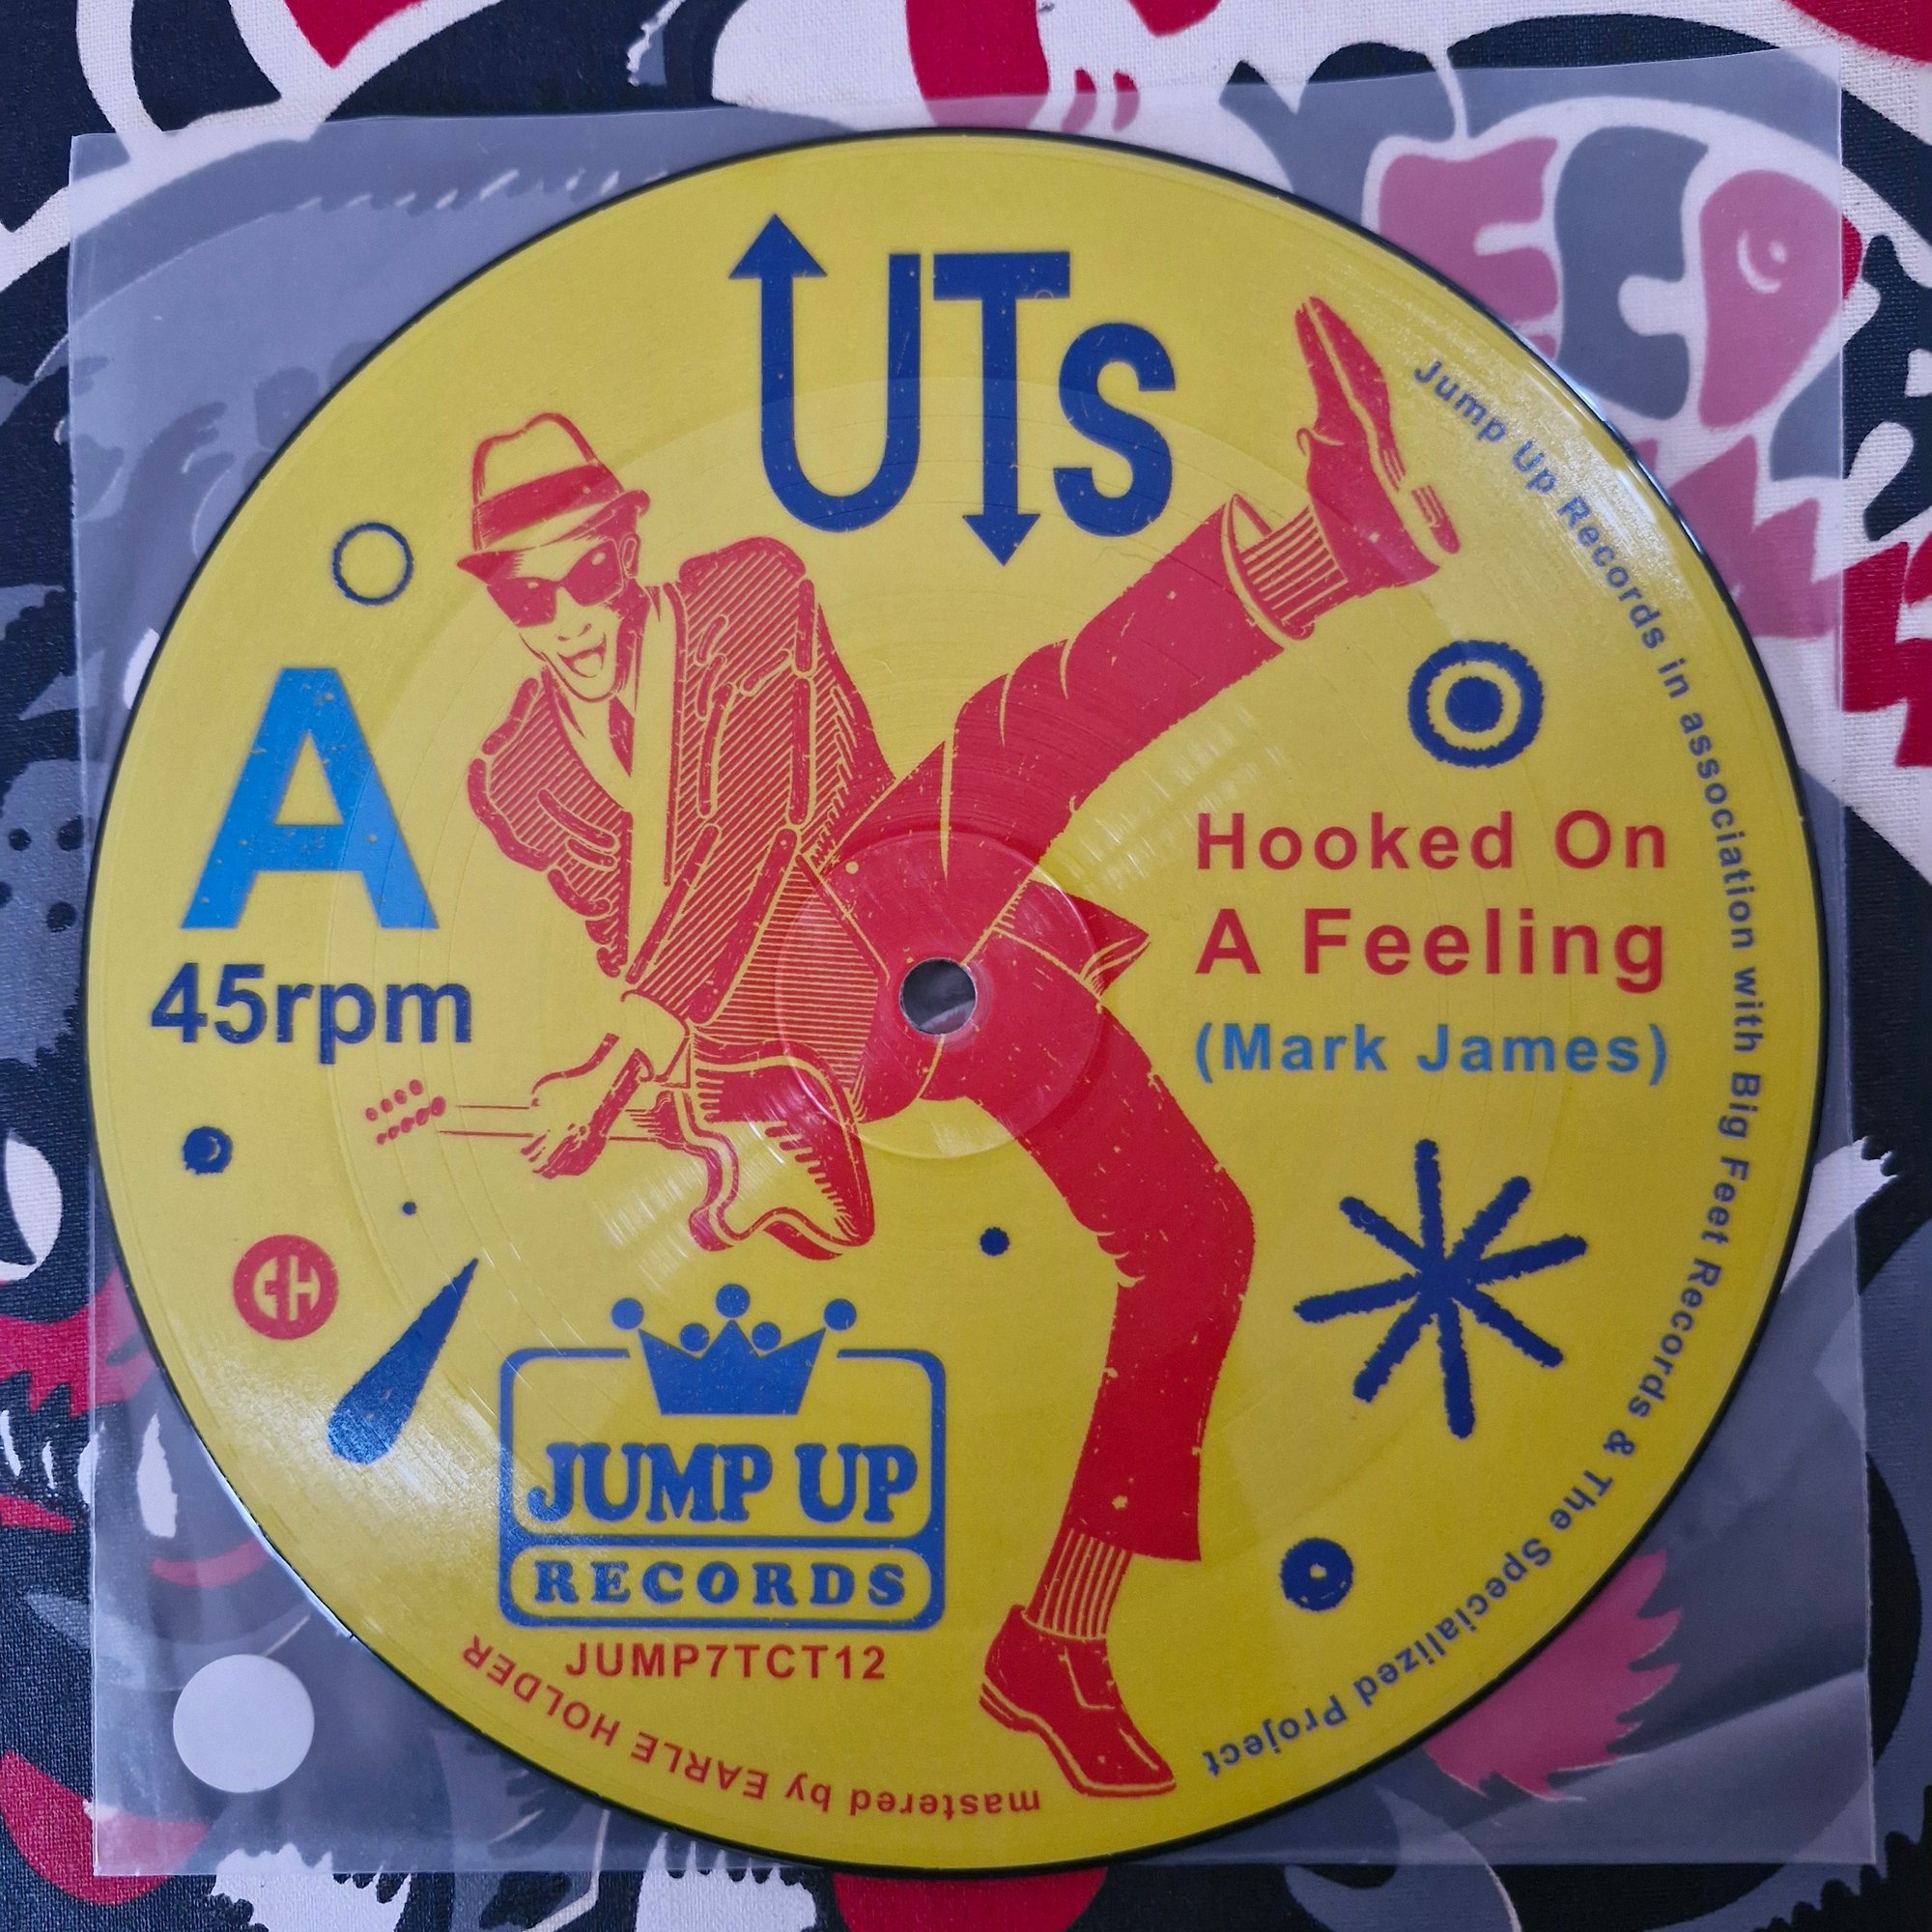 UTs
A
45rpm
Hooked On
A Feeling
(Mark James)
JUMP UP
RECORDS
JUMP7TCT12
mastered by EARLE HOLDER
Jump Up Records in association with Big Feet Records & The Specialized Project